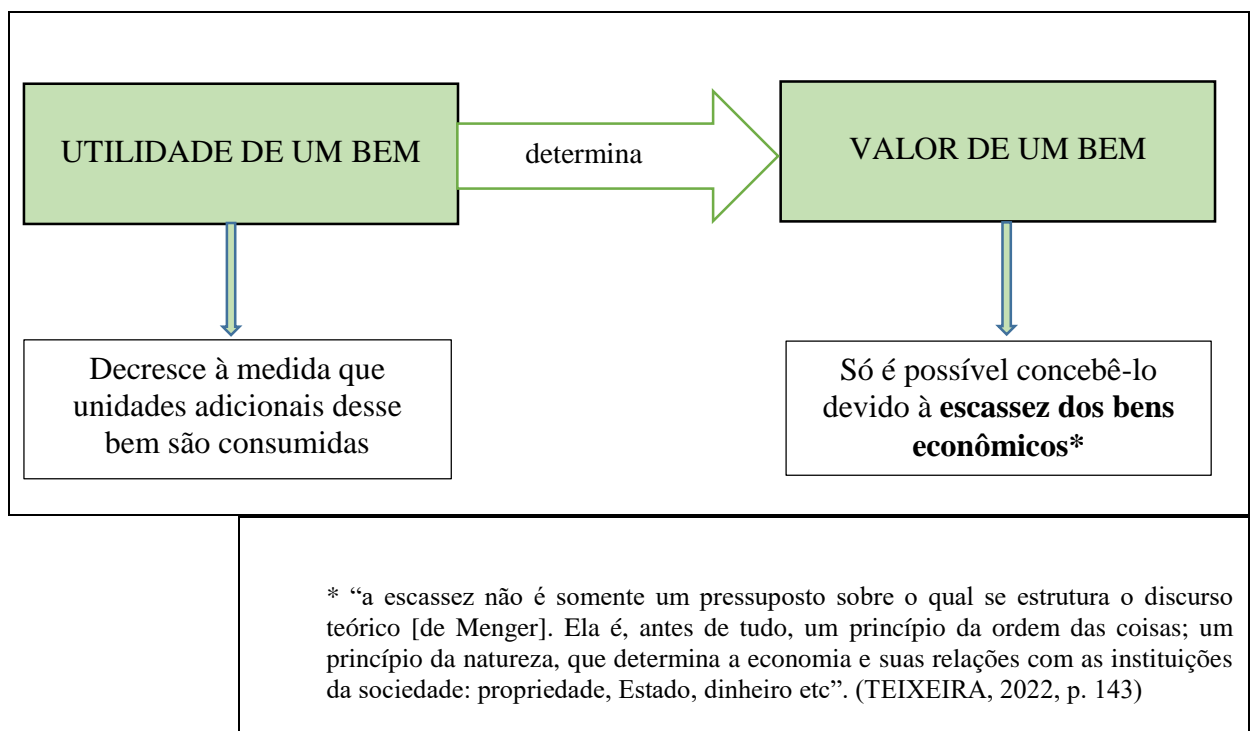 UTILIDADE DE UM BEM
determina
VALOR DE UM BEM
Decresce à medida que
unidades adicionais desse
bem são consumidas
Só é possível concebê-lo
devido à escassez dos bens
econômicos*
* “a escassez não é somente um pressuposto sobre o qual se estrutura o discurso
teórico [de Menger]. Ela é, antes de tudo, um princípio da ordem das coisas; um
princípio da natureza, que determina a economia e suas relações com as instituições
da sociedade: propriedade, Estado, dinheiro etc”. (TEIXEIRA, 2022, p. 143)